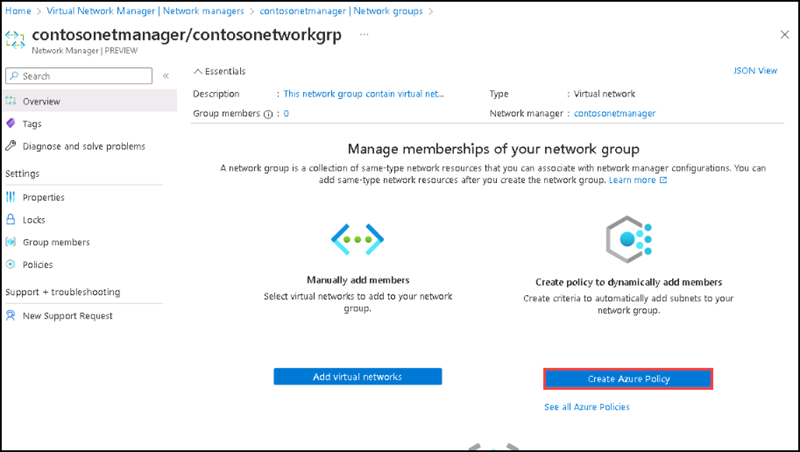 Home > Virtual Network Manager | Network managers > contosonetmanager | Network groups >
contosonetmanager/contosonetworkgrp ...
Network Manager | PREVIEW
Search «
Overview
Tags
Diagnose and solve problems
Settings
Properties
Locks
Group members
Policies
Support + troubleshooting
New Support Request
Essentials JSON View
Description : This network group contain virtual net... Type : Virtual network
Group members : 0 Network manager : contosonetmanager
Manage memberships of your network group
A network group is a collection of same-type network resources that you can associate with network manager configurations. You can
add same-type network resources after you create the network group. Learn more
Manually add members
Select virtual networks to add to your network
group.
Add virtual networks
Create policy to dynamically add members
Create criteria to automatically add subnets to your
network group.
Create Azure Policy
See all Azure Policies